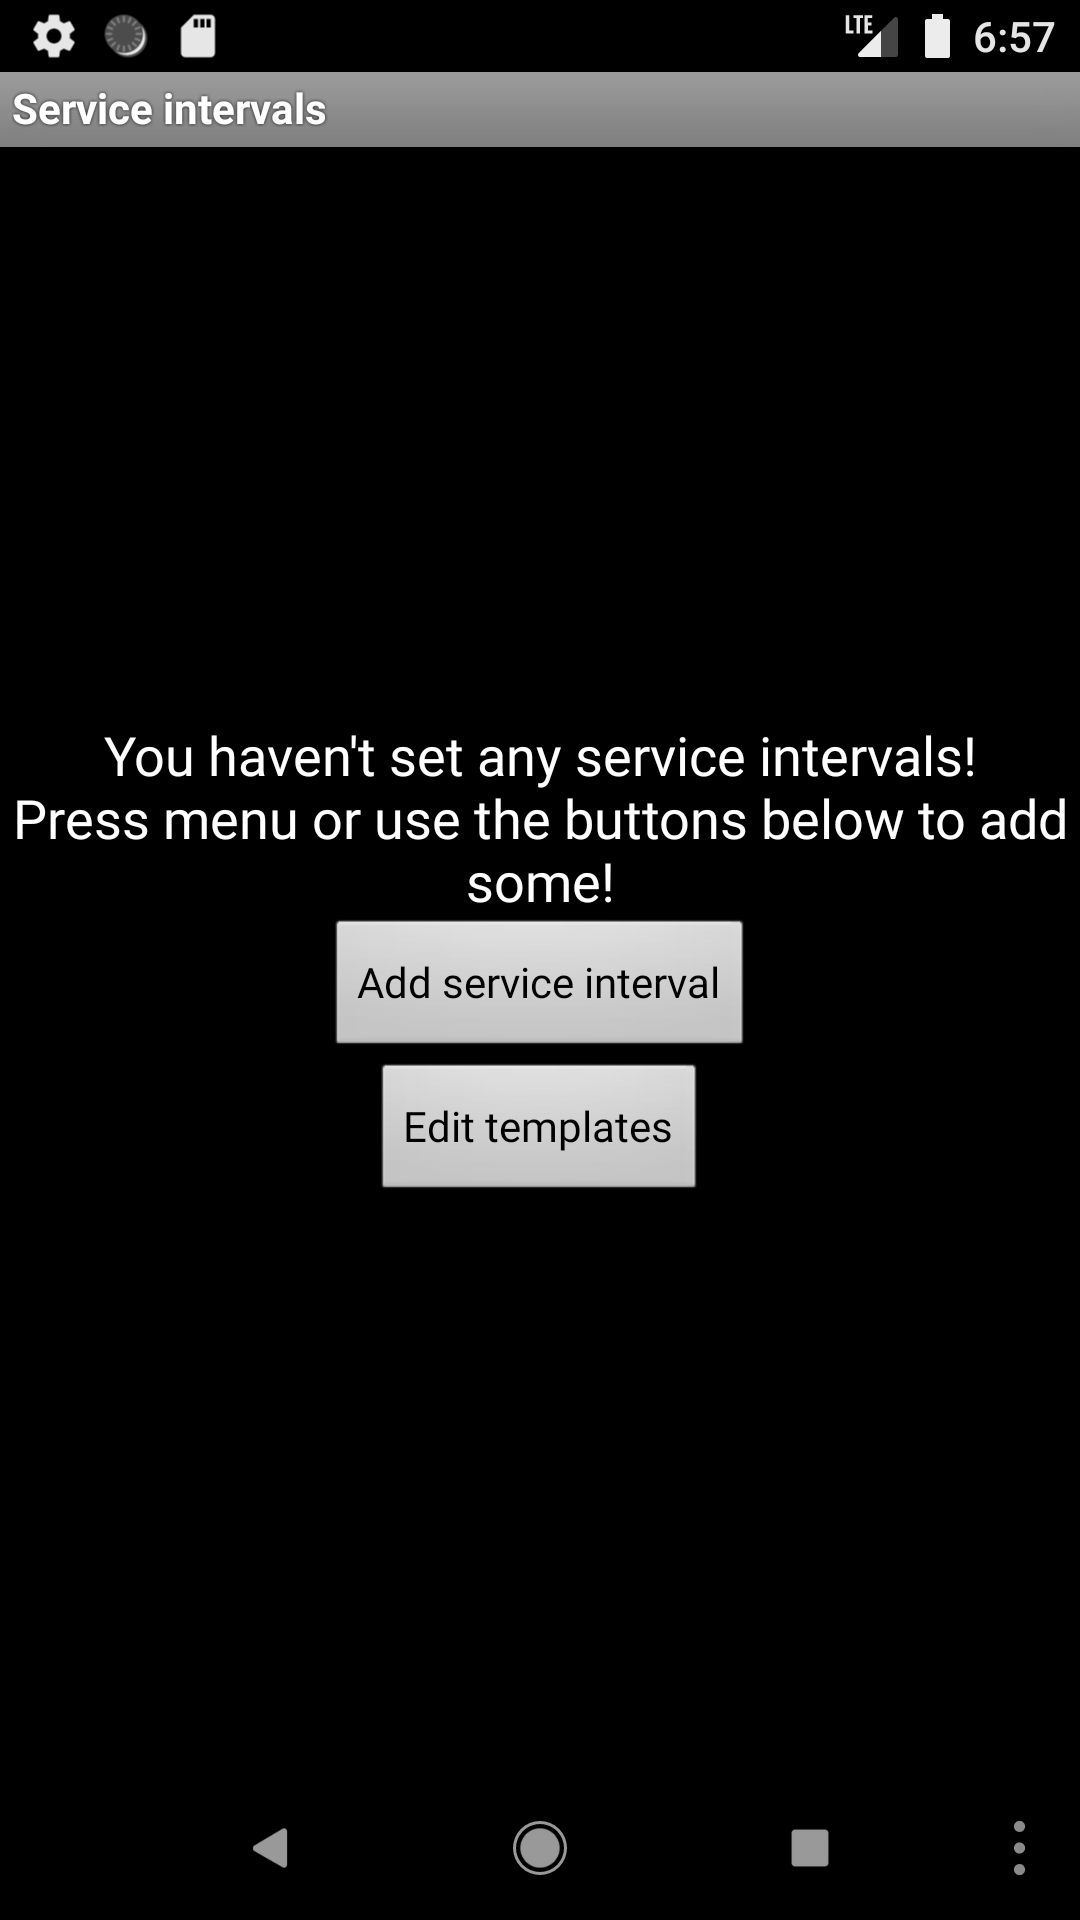 LTE 6:57
Service intervals
You haven't set any service intervals!
Press menu or use the buttons below to add
some!
Add service interval
Edit templates